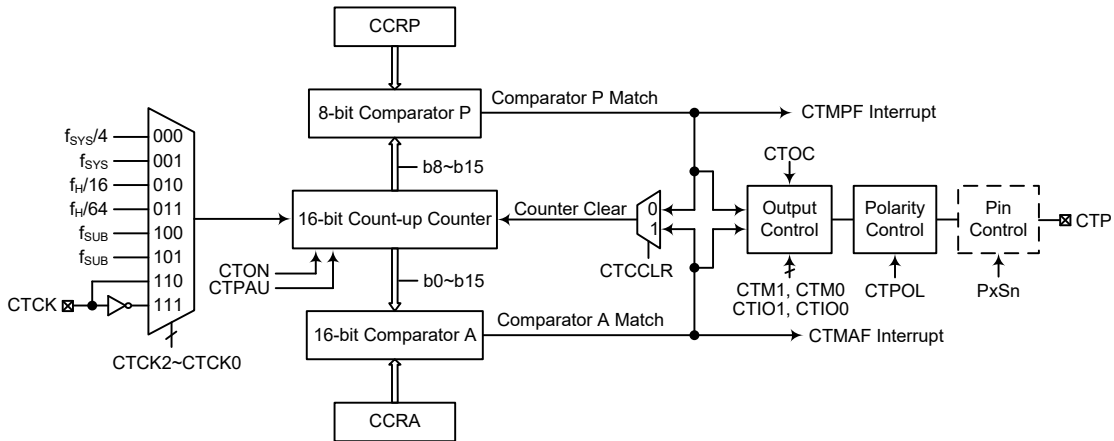 CCRP
8-bit Comparator P
Comparator P Match
CTMPF Interrupt
b8~b15
fSYS/4
000
fSYS
001
fH/16
010
fH/64
011
fSUB
100
fSUB
101
110
111
CTCK
CTCK2~CTCK0
16-bit Count-up Counter
CTON
CTPAU
Counter Clear
0
1
CTCCLR
CTOC
Output
Control
CTM1, CTM0
CTIO1, CTIO0
Polarity
Control
CTPOL
Pin
Control
PxSn
CTP
b0~b15
16-bit Comparator A
Comparator A Match
CTMAF Interrupt
CCRA